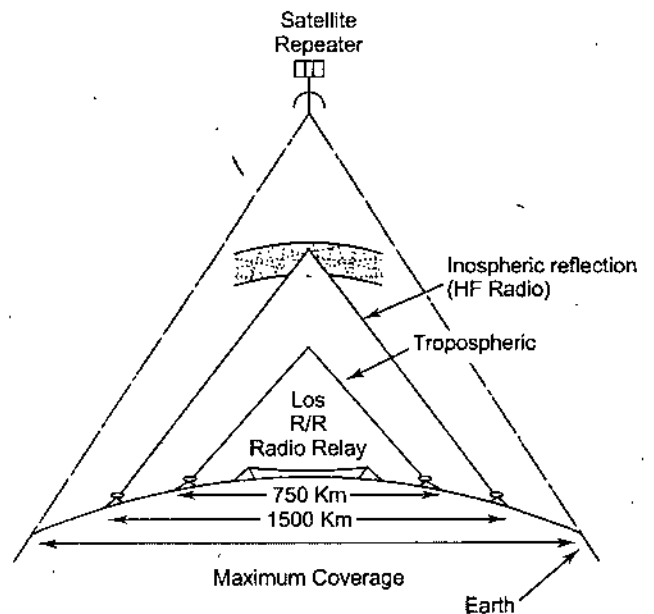 Satellite
Repeater
Inospheric reflection
(HF Radio)
Tropospheric
Los
R/R
Radio Relay
750 Km
1500 Km
Maximum Coverage
Earth